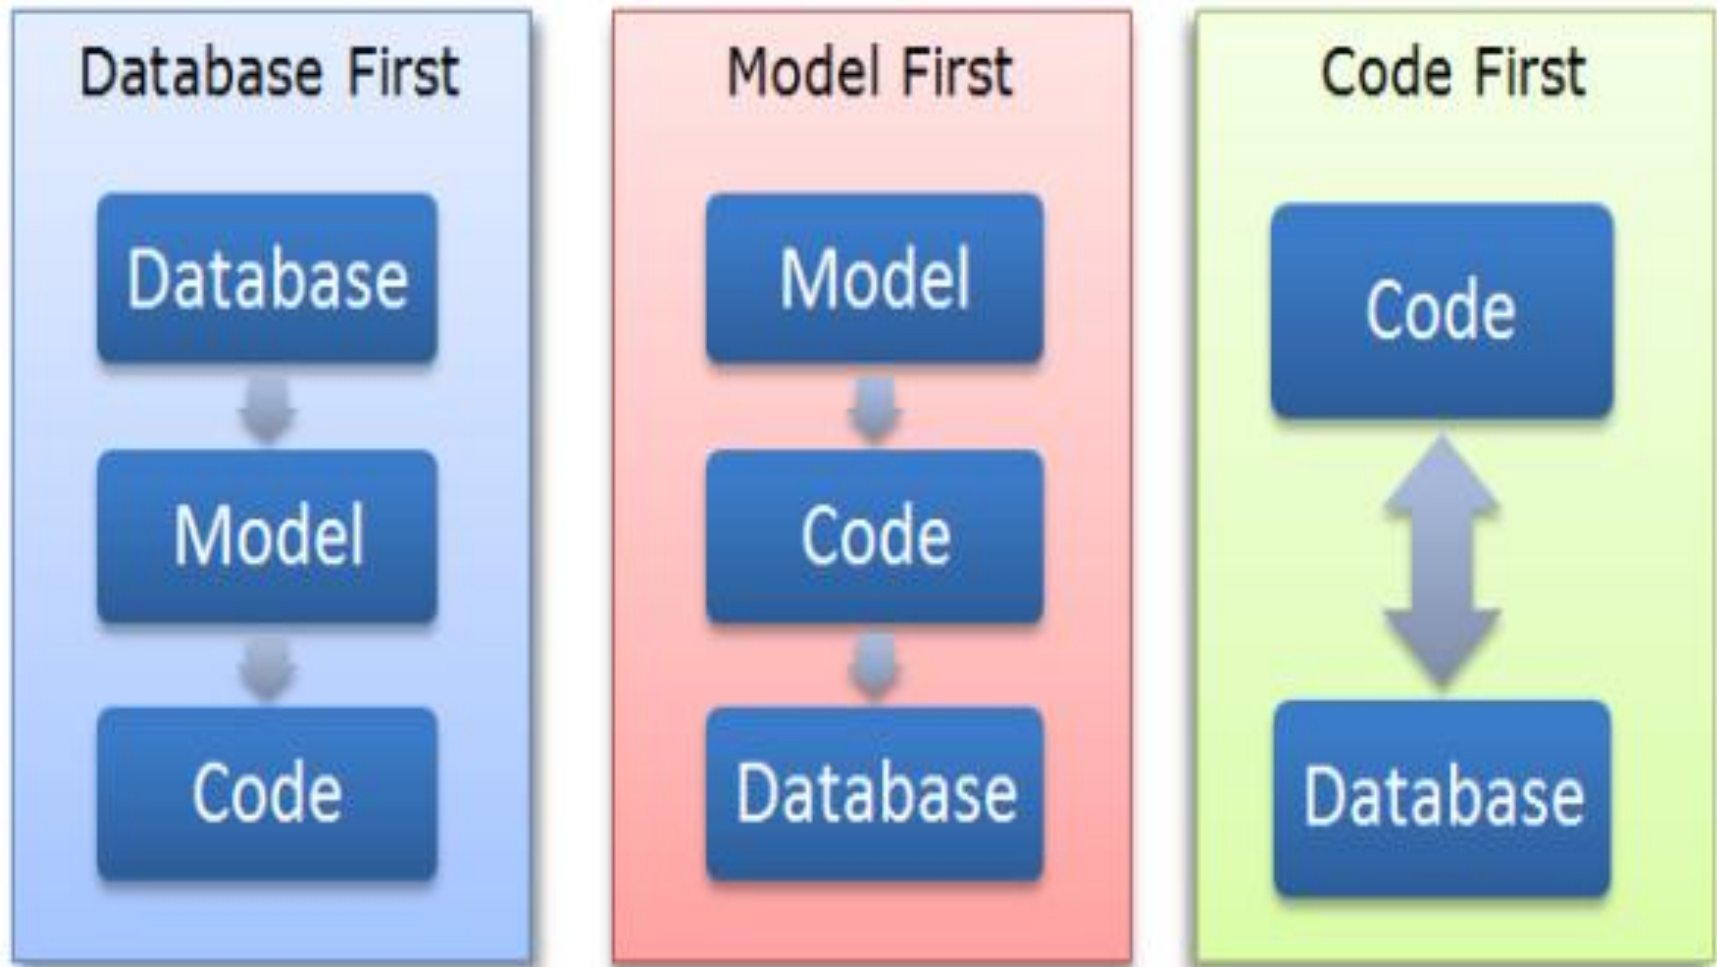 Database First
Database
Model
Code
Model First
Model
Code
Database
Code First
Code
Database